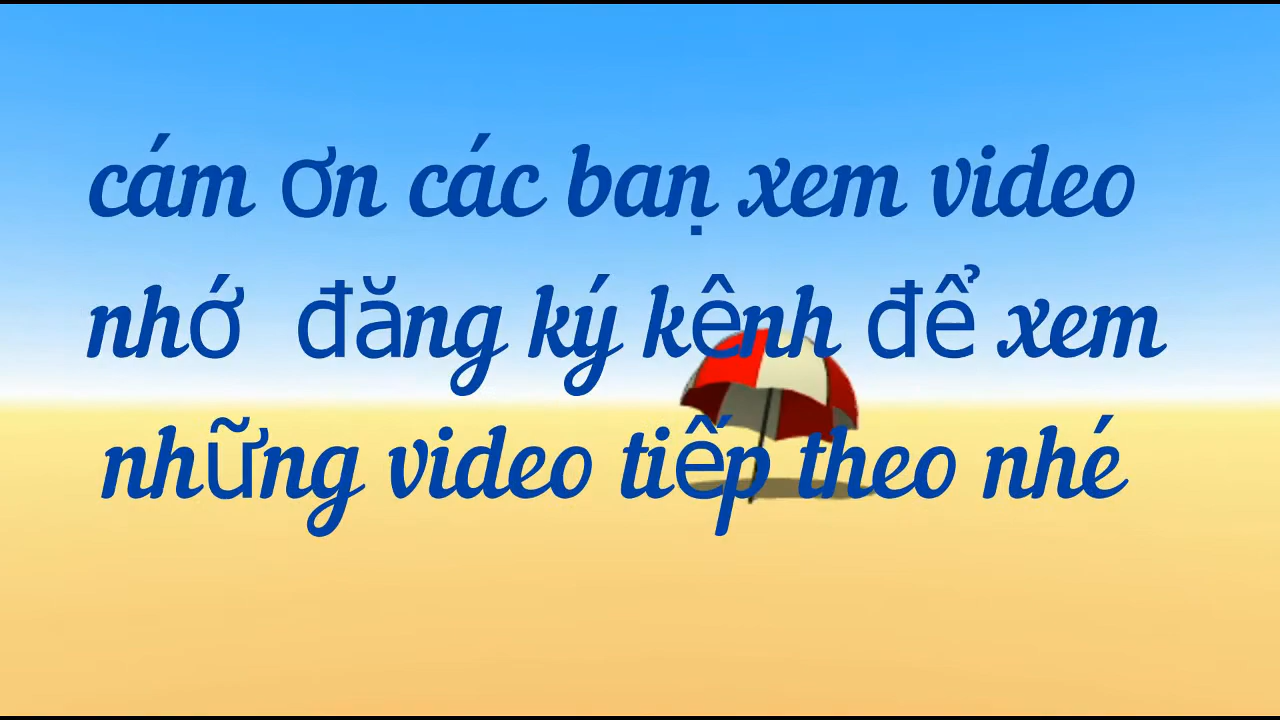 cám ơn các bạn xem video
nhớ đăng ký kênh để xem
những video tiếp theo nhé